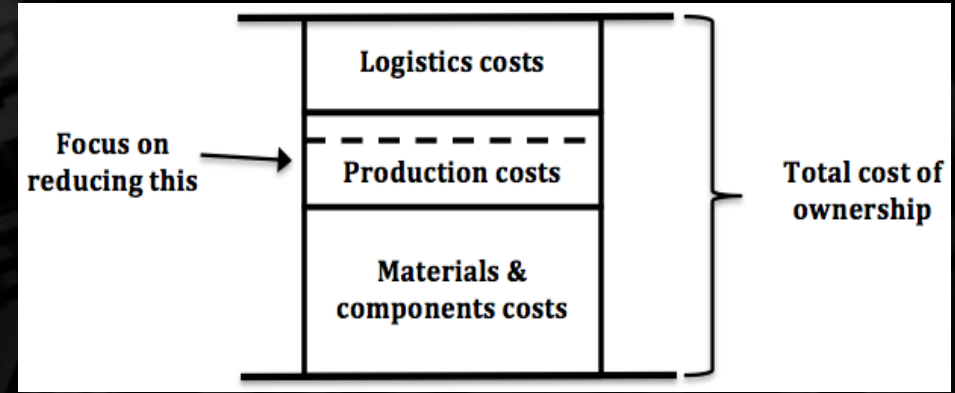 Logistics costs
Focus on
reducing this
Production costs
Total cost of
ownership
Materials &
components costs